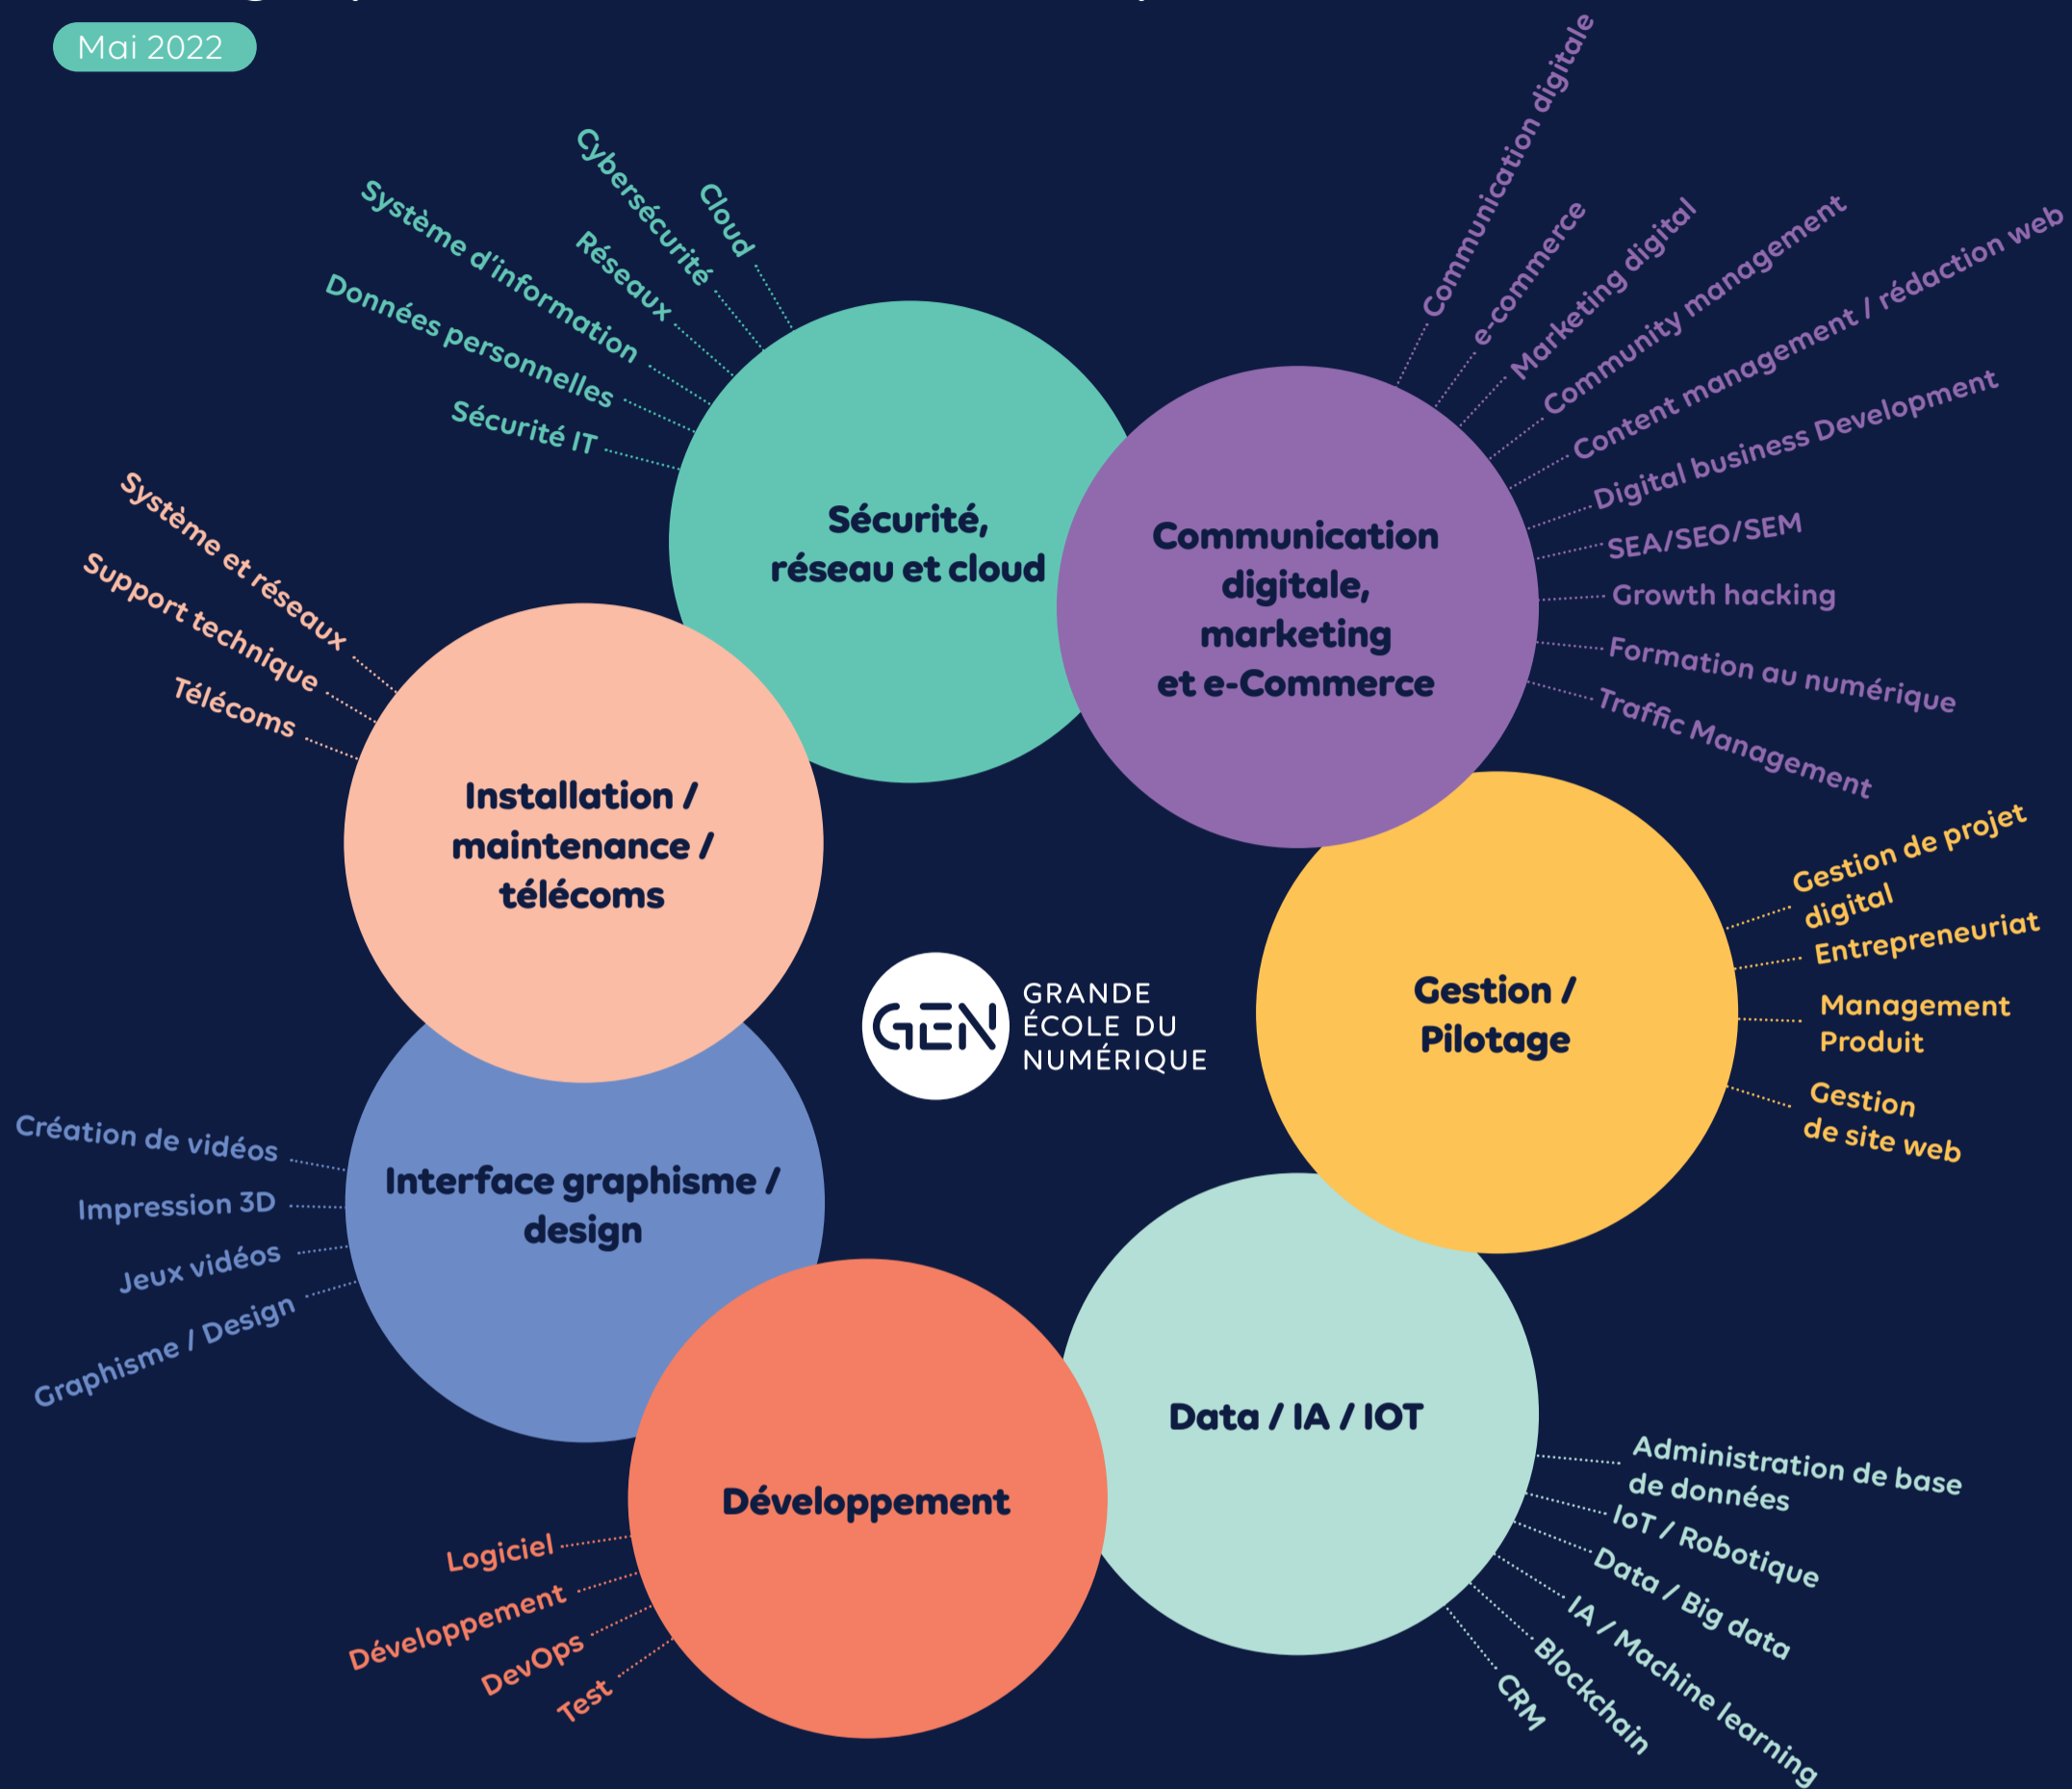 Mai 2022
Cloud
Cybersécurité
Réseaux
Système d'information
Données personnelles
Sécurité IT
Sécurité,
réseau et cloud
Communication digitale
e-commerce
Marketing digital
Community management
Content management / rédaction web
Digital business Development
SEA/SEO/SEM
Growth hacking
Formation au numérique
Traffic Management
Communication
digitale,
marketing
et e-Commerce
Système et réseaux
Support technique
Télécoms
Installation /
maintenance /
télécoms
GEN
GRANDE
ÉCOLE DU
NUMÉRIQUE
Gestion /
Pilotage
Gestion de projet
digital
Entrepreneuriat
Management
Produit
Gestion
de site web
Création de vidéos
Impression 3D
Jeux vidéos
Graphisme / Design
Interface graphisme /
design
Data / IA / IOT
Administration de base
de données
IoT / Robotique
Data / Big data
IA / Machine learning
Blockchain
CRM
Développement
Logiciel
Développement
DevOps
Test